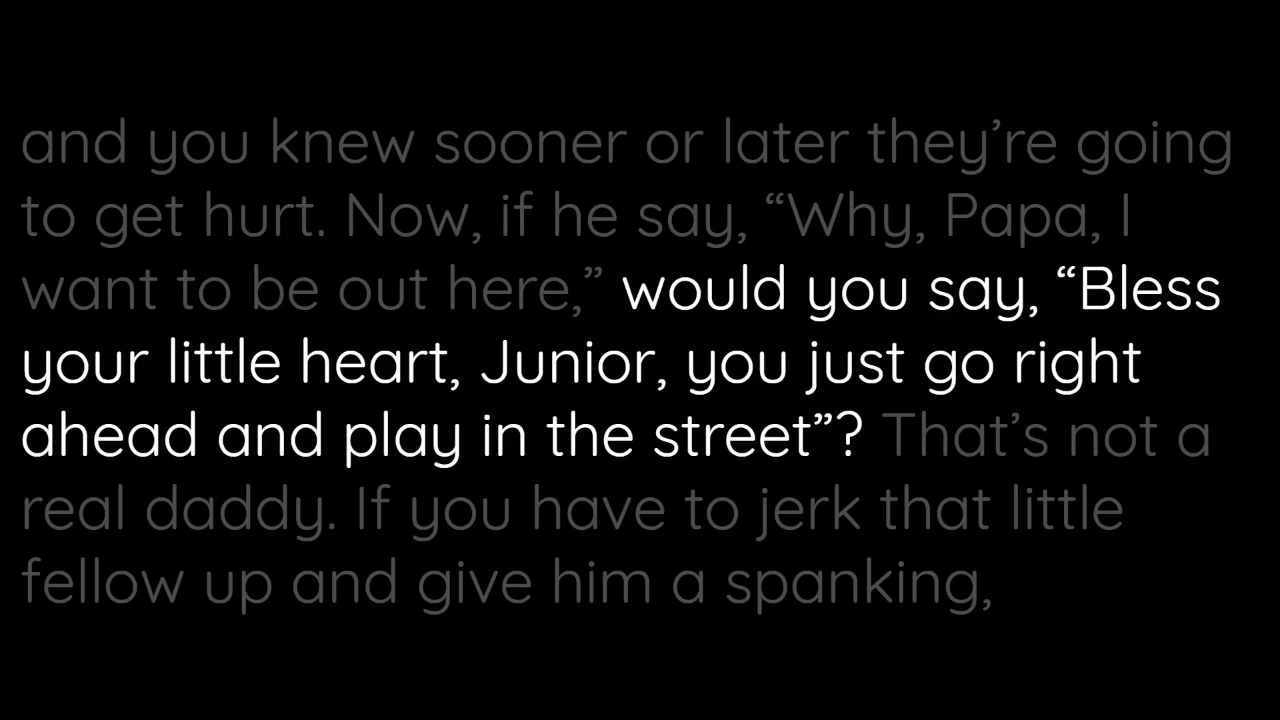 and you knew sooner or later they’re going
to get hurt. Now, if he say, “Why, Papa, I
want to be out here,” would you say, “Bless
your little heart, Junior, you just go right
ahead and play in the street”? That’s not a
real daddy. If you have to jerk that little
fellow up and give him a spanking,